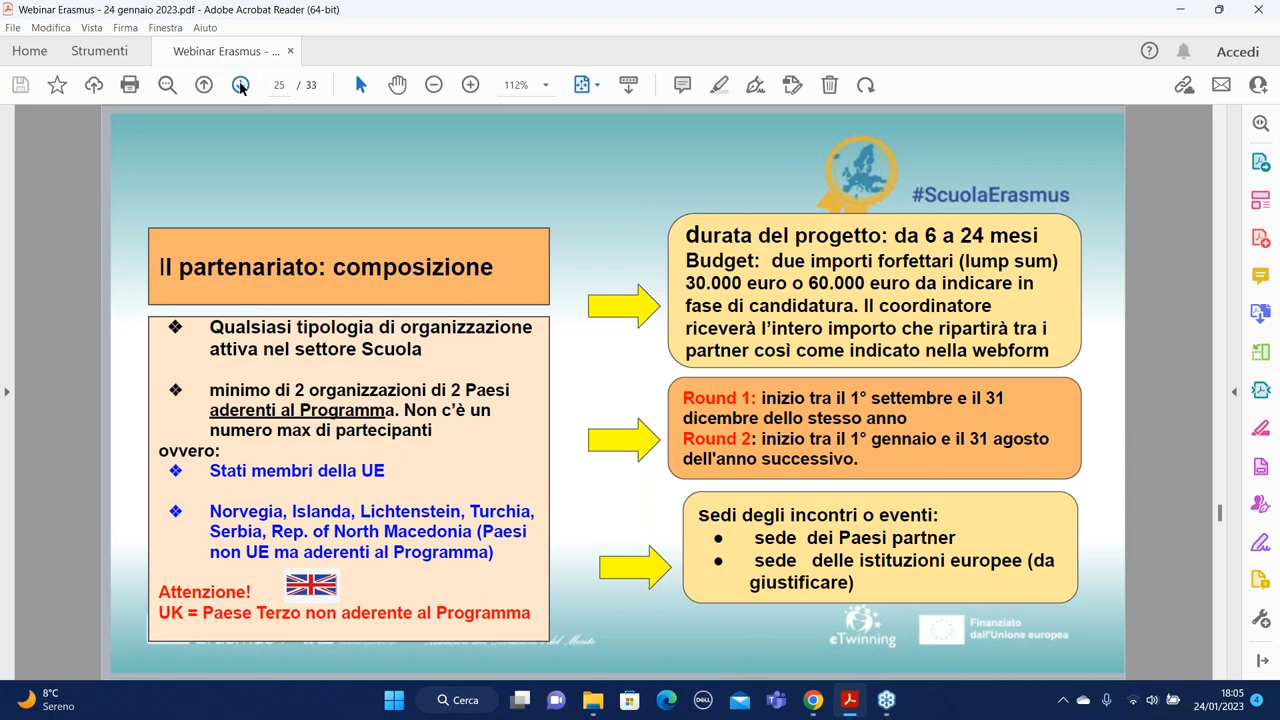 Webinar Erasmus - 24 gennaio 2023.pdf - Adobe Acrobat Reader (64-bit)
File Modifica Vista Firma Finestra Aiuto
Home Strumenti Webinar Erasmus - ... × Accedi
25 / 33 112%
#ScuolaErasmus
Il partenariato: composizione
❖ Qualsiasi tipologia di organizzazione
attiva nel settore Scuola
❖ minimo di 2 organizzazioni di 2 Paesi
aderenti al Programma. Non c’è un
numero max di partecipanti
ovvero:
❖ Stati membri della UE
❖ Norvegia, Islanda, Lichtenstein, Turchia,
Serbia, Rep. of North Macedonia (Paesi
non UE ma aderenti al Programma)
Attenzione!
UK = Paese Terzo non aderente al Programma
durata del progetto: da 6 a 24 mesi
Budget: due importi forfettari (lump sum)
30.000 euro o 60.000 euro da indicare in
fase di candidatura. Il coordinatore
riceverà l’intero importo che ripartirà tra i
partner così come indicato nella webform
Round 1: inizio tra il 1° settembre e il 31
dicembre dello stesso anno
Round 2: inizio tra il 1° gennaio e il 31 agosto
dell'anno successivo.
sedi degli incontri o eventi:
● sede dei Paesi partner
● sede delle istituzioni europee (da
giustificare)
eTwinning
Finanziato
dall'Unione europea
8°C
Sereno
Cerca
DELL
18:05
24/01/2023
4